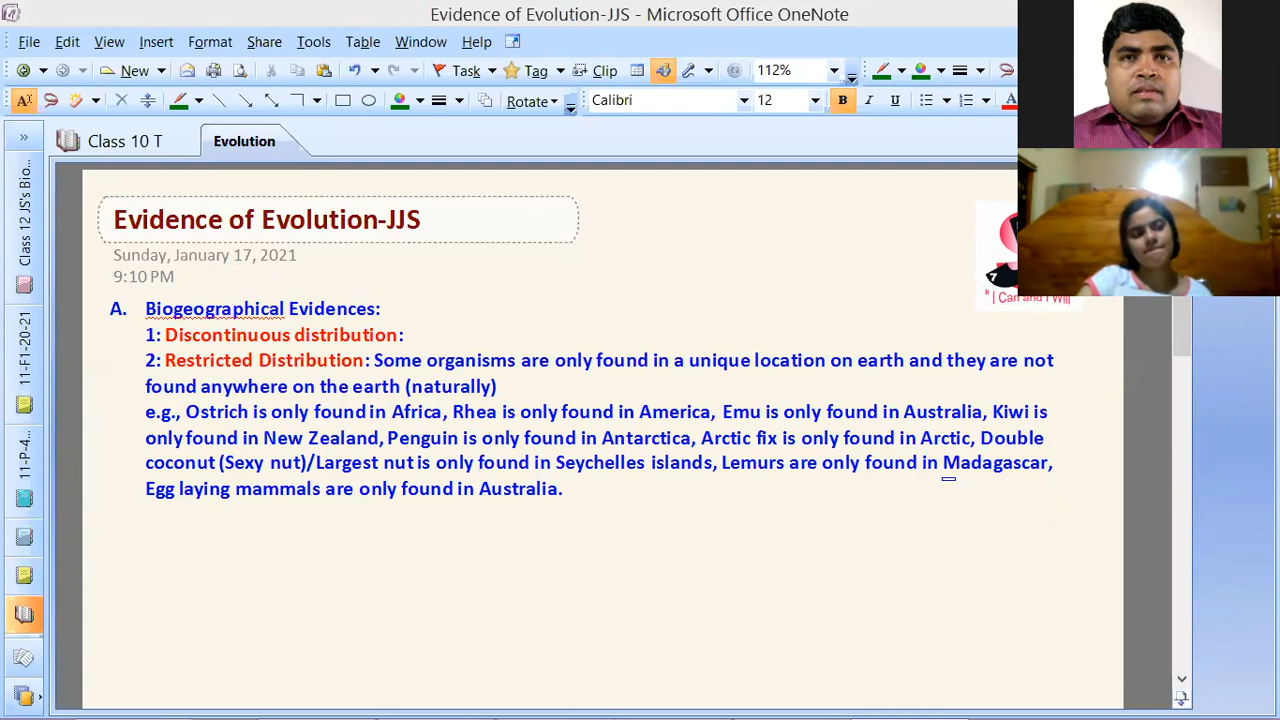 Evidence of Evolution-JJS - Microsoft Office OneNote
File Edit View Insert Format Share Tools Table Window Help
New Task Tag Clip 112%
Rotate Calibri 12 B I U A
Class 10 T Evolution
Class 12 JS's Bio...
11-F1-20-21
11-P-4...
Evidence of Evolution-JJS
Sunday, January 17, 2021
9:10 PM
7
" I Can and I Will
A. Biogeographical Evidences:
1: Discontinuous distribution:
2: Restricted Distribution: Some organisms are only found in a unique location on earth and they are not
found anywhere on the earth (naturally)
e.g., Ostrich is only found in Africa, Rhea is only found in America, Emu is only found in Australia, Kiwi is
only found in New Zealand, Penguin is only found in Antarctica, Arctic fix is only found in Arctic, Double
coconut (Sexy nut)/Largest nut is only found in Seychelles islands, Lemurs are only found in Madagascar,
Egg laying mammals are only found in Australia.